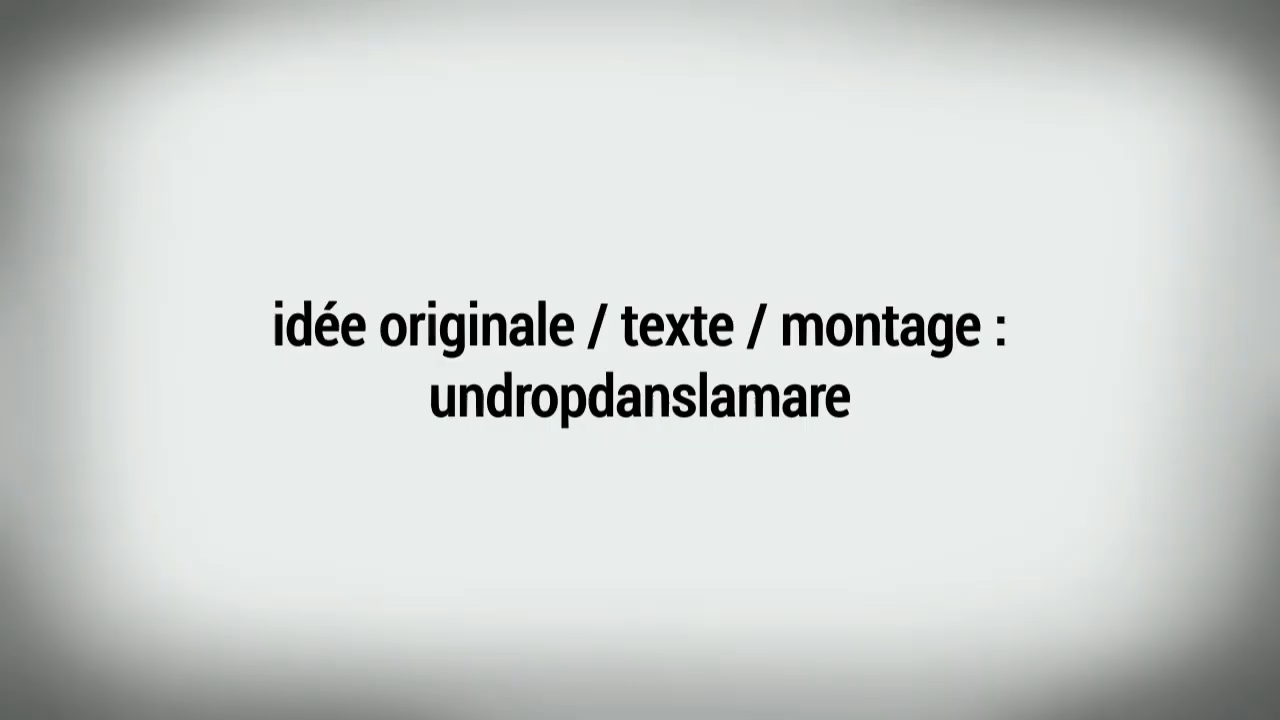 idée originale / texte / montage :
undropdanslamare